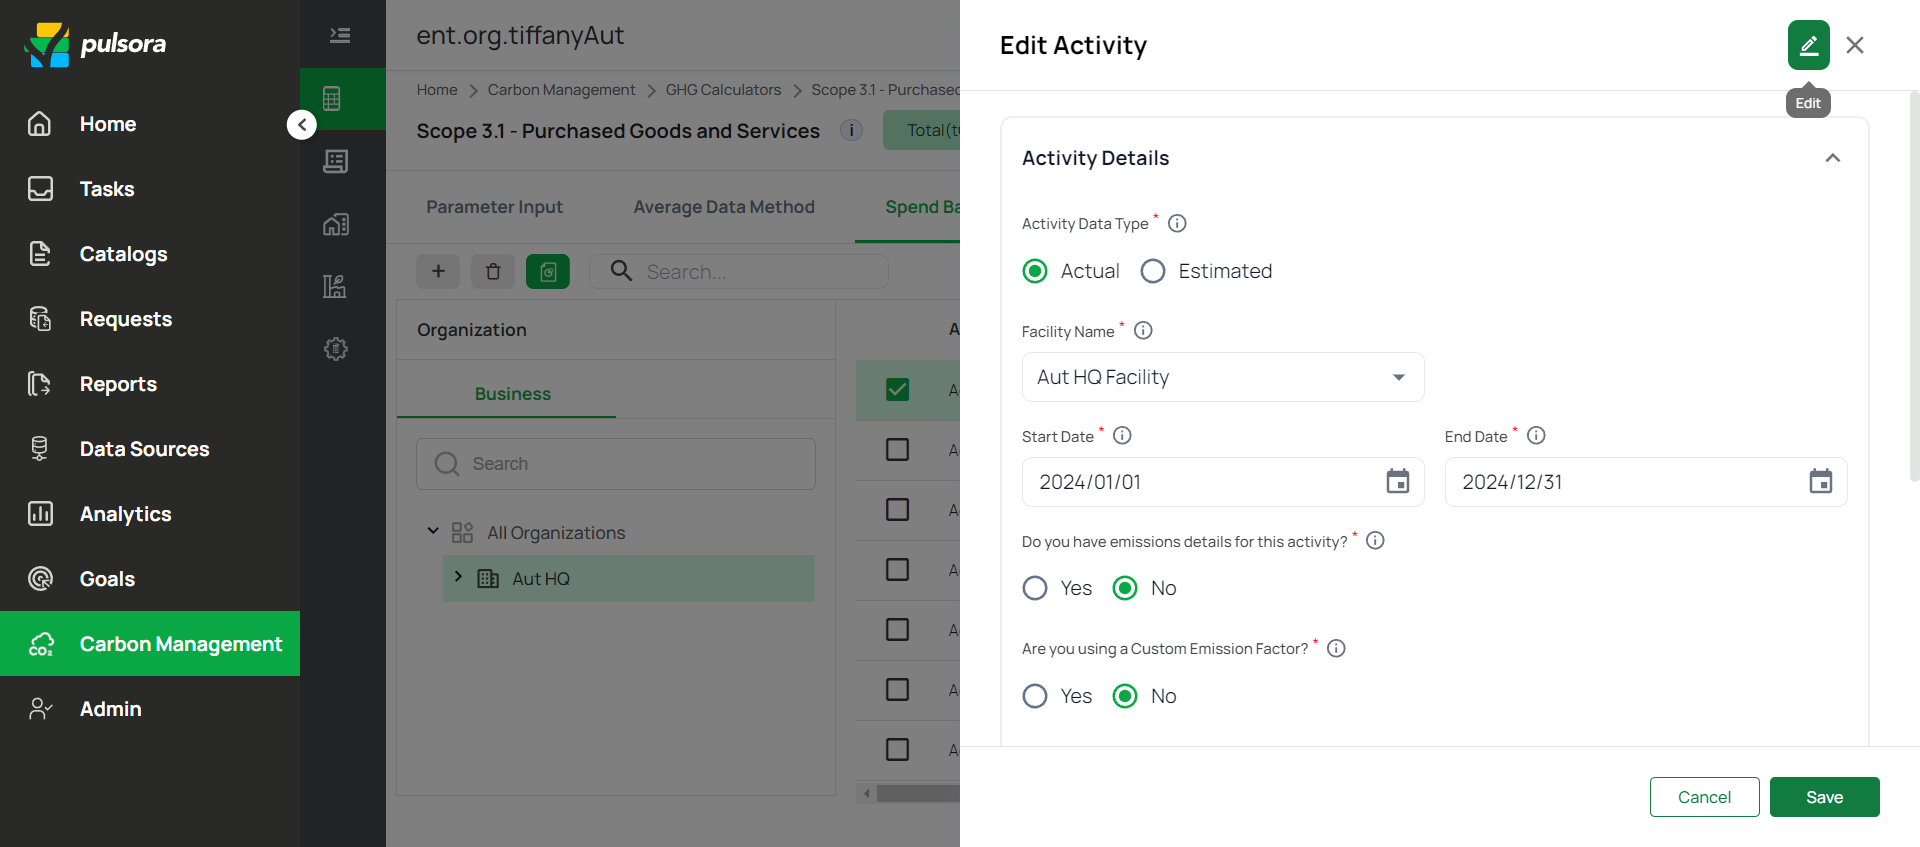 pulsora
Home
Tasks
Catalogs
Requests
Reports
Data Sources
Analytics
Goals
CO₂
Carbon Management
Admin
ent.org.tiffanyAut
Home > Carbon Management > GHG Calculators > Scope 3.1 - Purchased
Scope 3.1 - Purchased Goods and Services
Total(t
Parameter Input
Average Data Method
Spend Ba
Search...
Organization
Business
Search
All Organizations
Aut HQ
A
A
A
A
A
A
A
A
Edit Activity
Edit
Activity Details
Activity Data Type *
Actual
Estimated
Facility Name *
Aut HQ Facility
Start Date *
End Date *
2024/01/01
2024/12/31
Do you have emissions details for this activity? *
Yes
No
Are you using a Custom Emission Factor? *
Yes
No
Cancel
Save